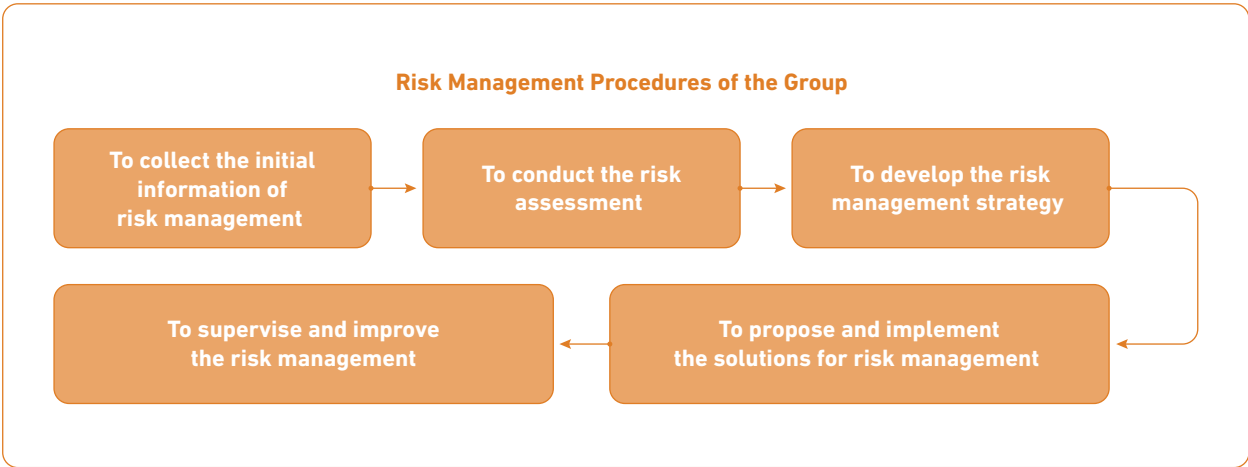 Risk Management Procedures of the Group
To collect the initial
information of
risk management
To conduct the risk
assessment
To develop the risk
management strategy
To propose and implement
the solutions for risk management
To supervise and improve
the risk management